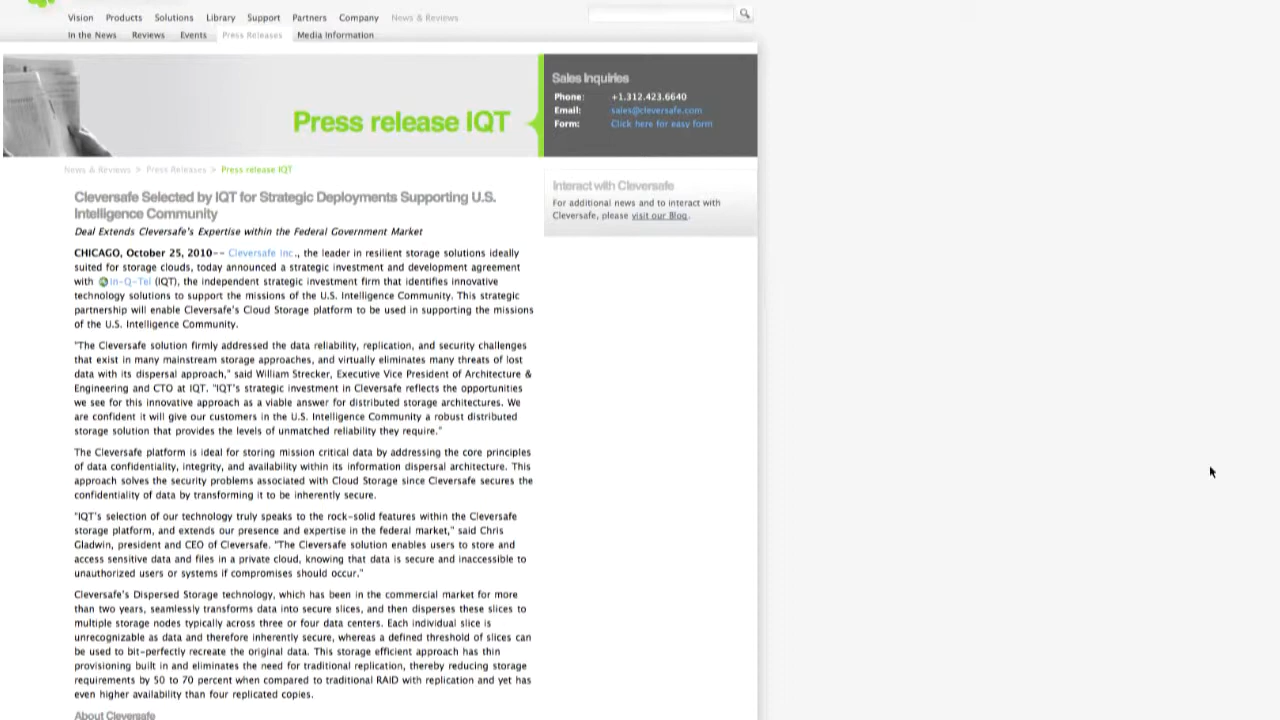 Vision Products Solutions Library Support Partners Company News & Reviews
In the News Reviews Events Press Releases Media Information
Press release IQT
Sales Inquiries
Phone: +1.312.423.6640
Email: sales@cleversafe.com
Form: Click here for easy form
News & Reviews > Press Releases > Press release IQT
Interact with Cleversafe
For additional news and to interact with
Cleversafe, please visit our Blog.
Cleversafe Selected by IQT for Strategic Deployments Supporting U.S.
Intelligence Community
Deal Extends Cleversafe's Expertise within the Federal Government Market
CHICAGO, October 25, 2010-- Cleversafe Inc., the leader in resilient storage solutions ideally
suited for storage clouds, today announced a strategic investment and development agreement
with In-Q-Tel (IQT), the independent strategic investment firm that identifies innovative
technology solutions to support the missions of the U.S. Intelligence Community. This strategic
partnership will enable Cleversafe's Cloud Storage platform to be used in supporting the missions
of the U.S. Intelligence Community.
"The Cleversafe solution firmly addressed the data reliability, replication, and security challenges
that exist in many mainstream storage approaches, and virtually eliminates many threats of lost
data with its dispersal approach," said William Strecker, Executive Vice President of Architecture &
Engineering and CTO at IQT. "IQT's strategic investment in Cleversafe reflects the opportunities
we see for this innovative approach as a viable answer for distributed storage architectures. We
are confident it will give our customers in the U.S. Intelligence Community a robust distributed
storage solution that provides the levels of unmatched reliability they require."
The Cleversafe platform is ideal for storing mission critical data by addressing the core principles
of data confidentiality, integrity, and availability within its information dispersal architecture. This
approach solves the security problems associated with Cloud Storage since Cleversafe secures the
confidentiality of data by transforming it to be inherently secure.
"IQT's selection of our technology truly speaks to the rock-solid features within the Cleversafe
storage platform, and extends our presence and expertise in the federal market," said Chris
Gladwin, president and CEO of Cleversafe. "The Cleversafe solution enables users to store and
access sensitive data and files in a private cloud, knowing that data is secure and inaccessible to
unauthorized users or systems if compromises should occur."
Cleversafe's Dispersed Storage technology, which has been in the commercial market for more
than two years, seamlessly transforms data into secure slices, and then disperses these slices to
multiple storage nodes typically across three or four data centers. Each individual slice is
unrecognizable as data and therefore inherently secure, whereas a defined threshold of slices can
be used to bit-perfectly recreate the original data. This storage efficient approach has thin
provisioning built in and eliminates the need for traditional replication, thereby reducing storage
requirements by 50 to 70 percent when compared to traditional RAID with replication and yet has
even higher availability than four replicated copies.
About Cleversafe